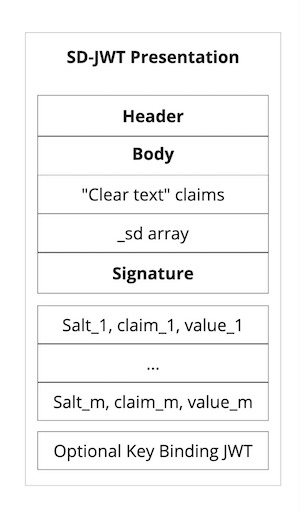 SD-JWT Presentation
Header
Body
"Clear text" claims
_sd array
Signature
Salt_1, claim_1, value_1
...
Salt_m, claim_m, value_m
Optional Key Binding JWT